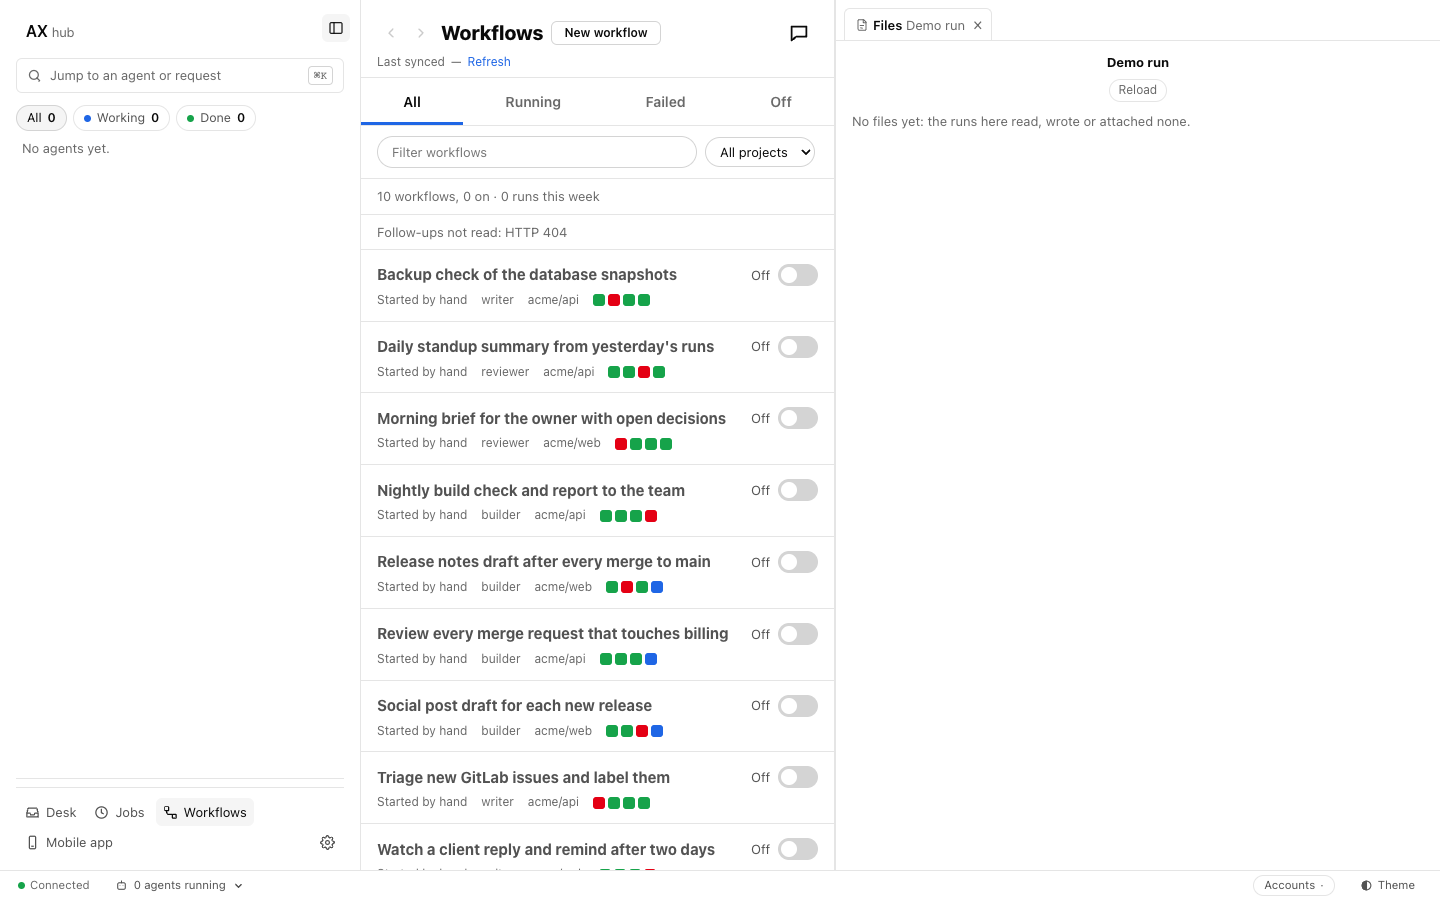 AX hub
Jump to an agent or request
⌘K
All 0
Working 0
Done 0
No agents yet.
Desk
Jobs
Workflows
Mobile app
Workflows
New workflow
Last synced — Refresh
All
Running
Failed
Off
Filter workflows
All projects
10 workflows, 0 on · 0 runs this week
Follow-ups not read: HTTP 404
Backup check of the database snapshots
Off
Started by hand writer acme/api
Daily standup summary from yesterday's runs
Off
Started by hand reviewer acme/api
Morning brief for the owner with open decisions
Off
Started by hand reviewer acme/web
Nightly build check and report to the team
Off
Started by hand builder acme/api
Release notes draft after every merge to main
Off
Started by hand builder acme/web
Review every merge request that touches billing
Off
Started by hand builder acme/api
Social post draft for each new release
Off
Started by hand builder acme/web
Triage new GitLab issues and label them
Off
Started by hand writer acme/api
Watch a client reply and remind after two days
Off
Files Demo run
Demo run
Reload
No files yet: the runs here read, wrote or attached none.
Connected
0 agents running
Accounts ·
Theme